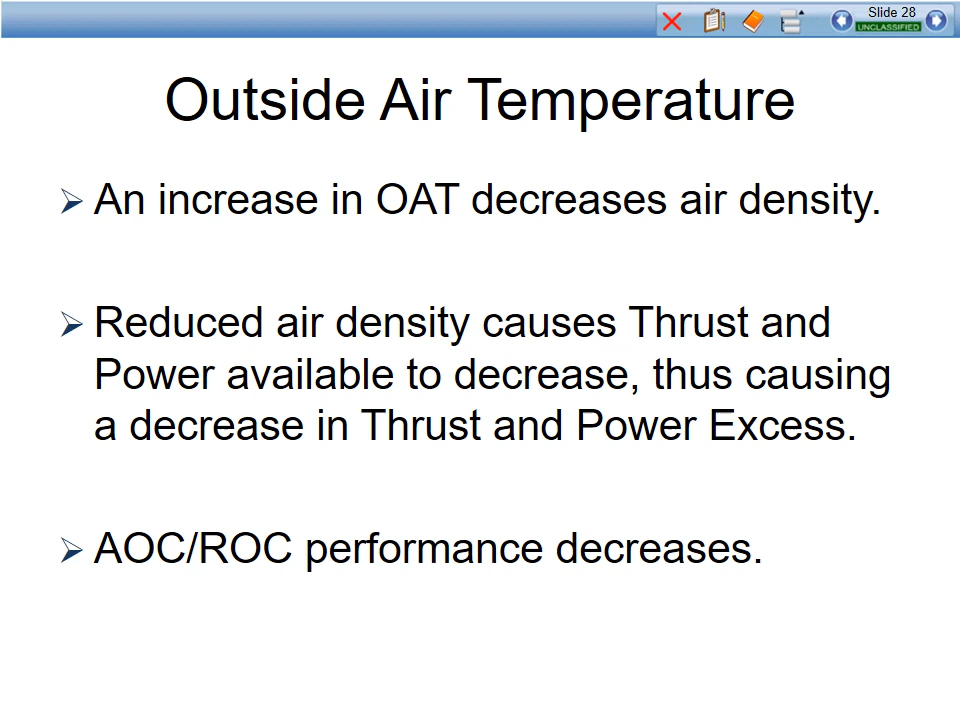 Slide 28
UNCLASSIFIED
Outside Air Temperature
An increase in OAT decreases air density.
Reduced air density causes Thrust and
Power available to decrease, thus causing
a decrease in Thrust and Power Excess.
AOC/ROC performance decreases.